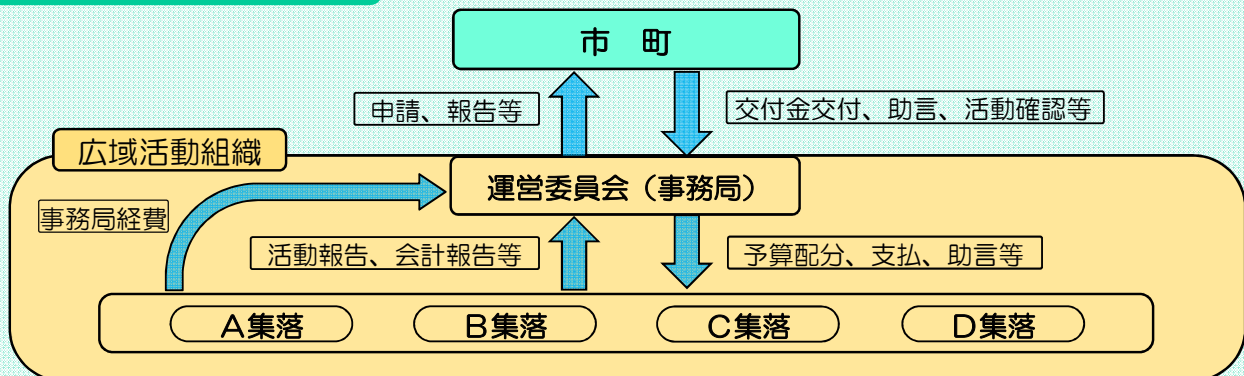 市 町
申請、報告等
交付金交付、助言、活動確認等
広域活動組織
運営委員会（事務局）
事務局経費
活動報告、会計報告等
予算配分、支払、助言等
A集落
B集落
C集落
D集落